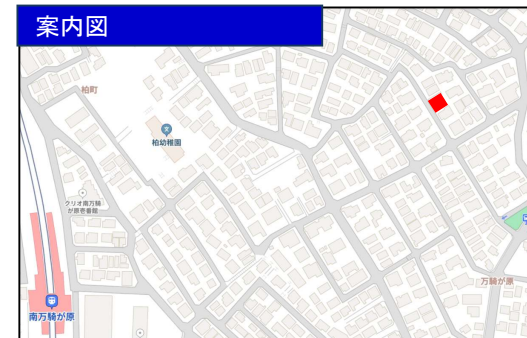 案内図
柏町
文
柏幼稚園
クリオ南万騎
が原壱番館
万騎が原
南万騎が原